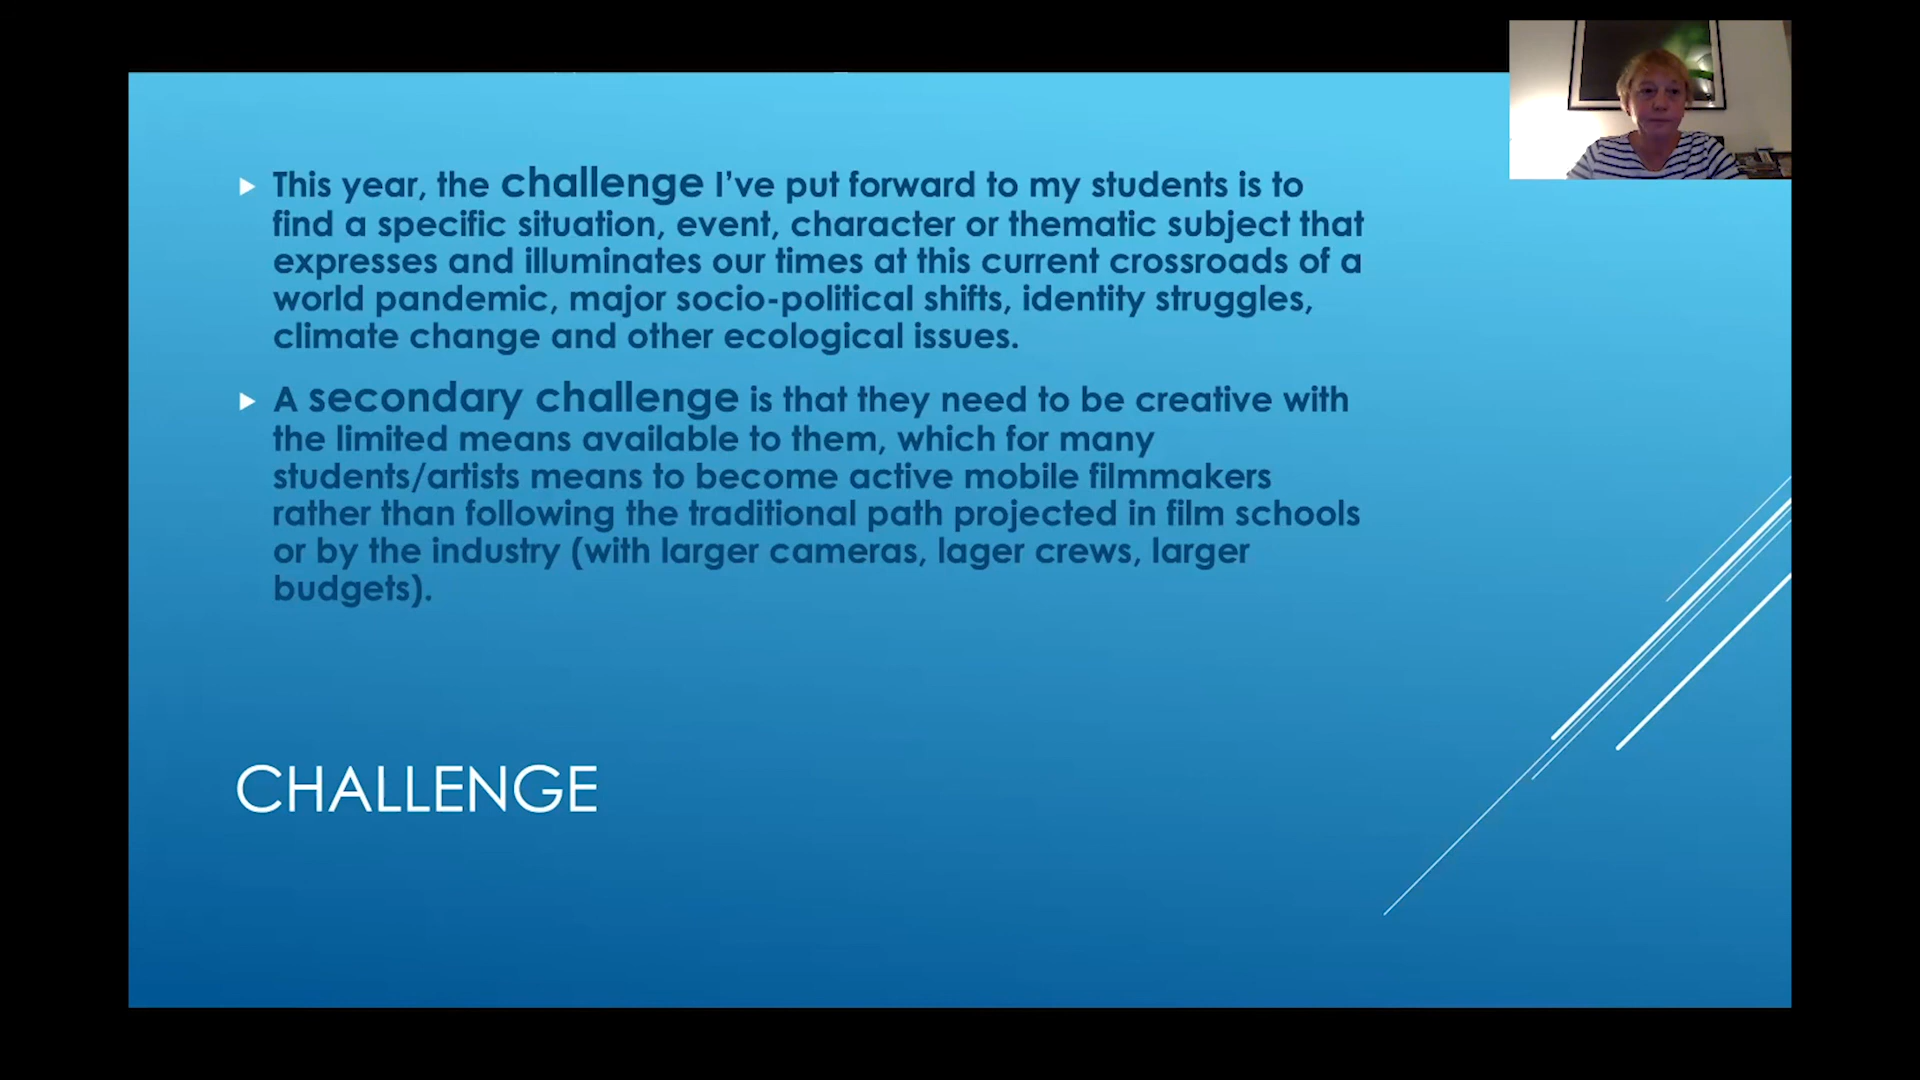 This year, the challenge I've put forward to my students is to
find a specific situation, event, character or thematic subject that
expresses and illuminates our times at this current crossroads of a
world pandemic, major socio-political shifts, identity struggles,
climate change and other ecological issues.
A secondary challenge is that they need to be creative with
the limited means available to them, which for many
students/artists means to become active mobile filmmakers
rather than following the traditional path projected in film schools
or by the industry (with larger cameras, lager crews, larger
budgets).
CHALLENGE